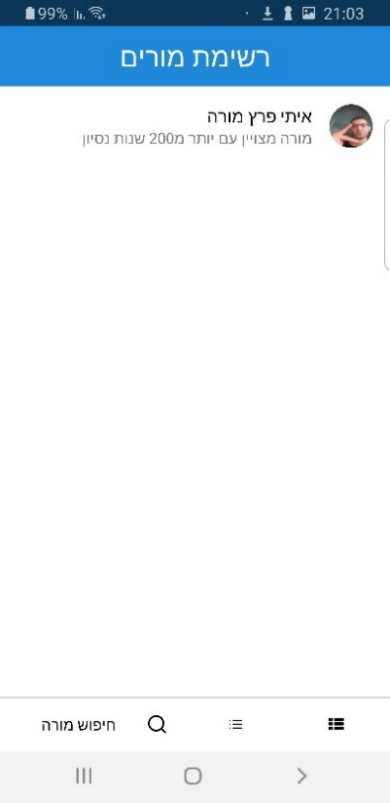 99%
21:03
רשימת מורים
איתי פרץ מורה
מורה מצויין עם יותר מ200 שנות נסיון
חיפוש מורה